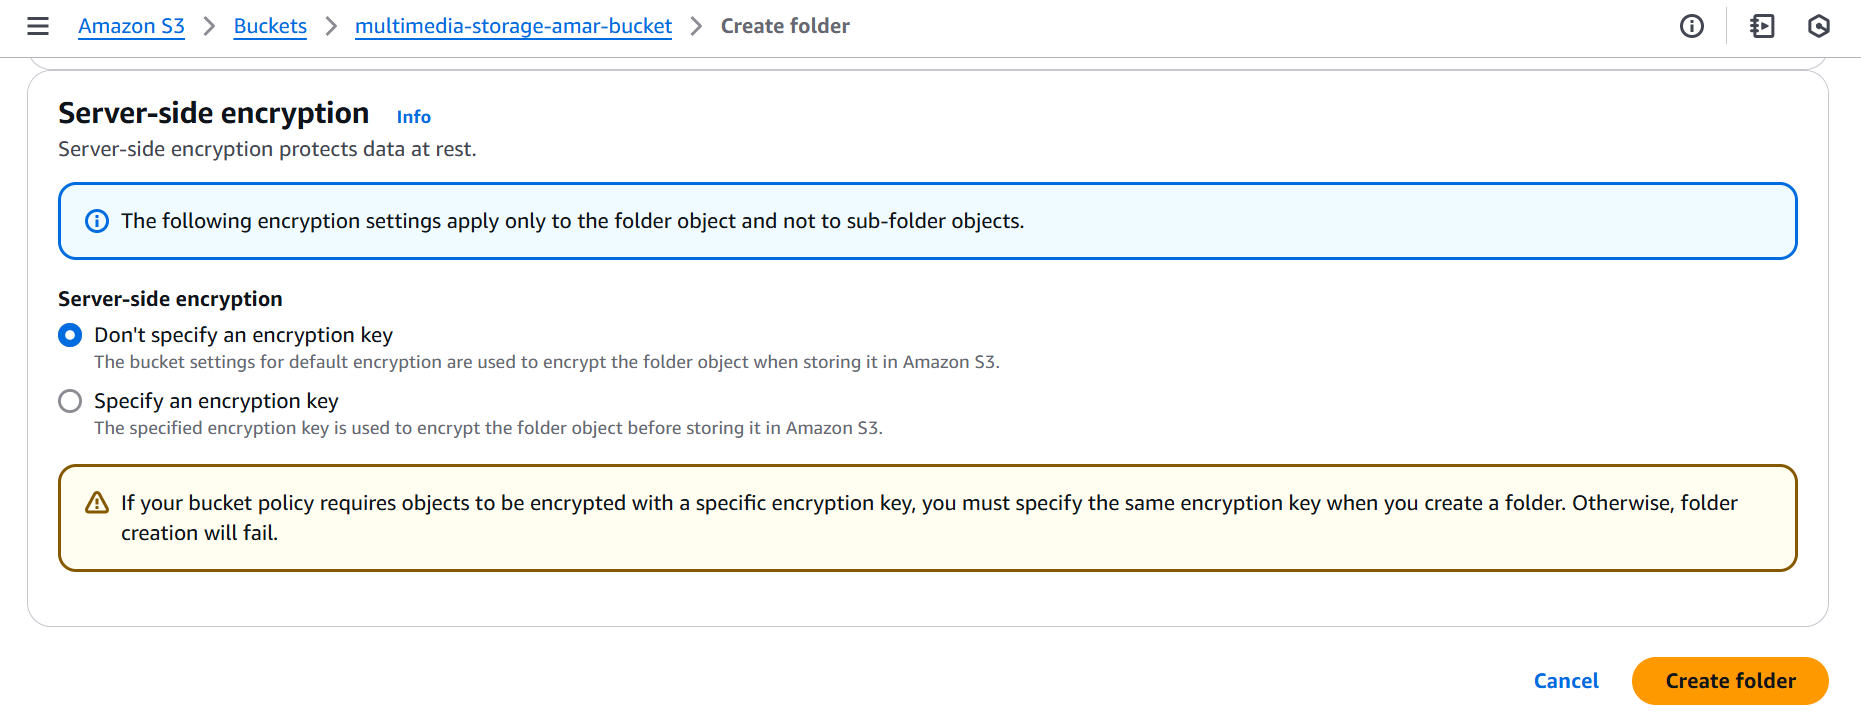 Amazon S3 > Buckets > multimedia-storage-amar-bucket > Create folder
Server-side encryption Info
Server-side encryption protects data at rest.
The following encryption settings apply only to the folder object and not to sub-folder objects.
Server-side encryption
Don't specify an encryption key
The bucket settings for default encryption are used to encrypt the folder object when storing it in Amazon S3.
Specify an encryption key
The specified encryption key is used to encrypt the folder object before storing it in Amazon S3.
If your bucket policy requires objects to be encrypted with a specific encryption key, you must specify the same encryption key when you create a folder. Otherwise, folder
creation will fail.
Cancel Create folder